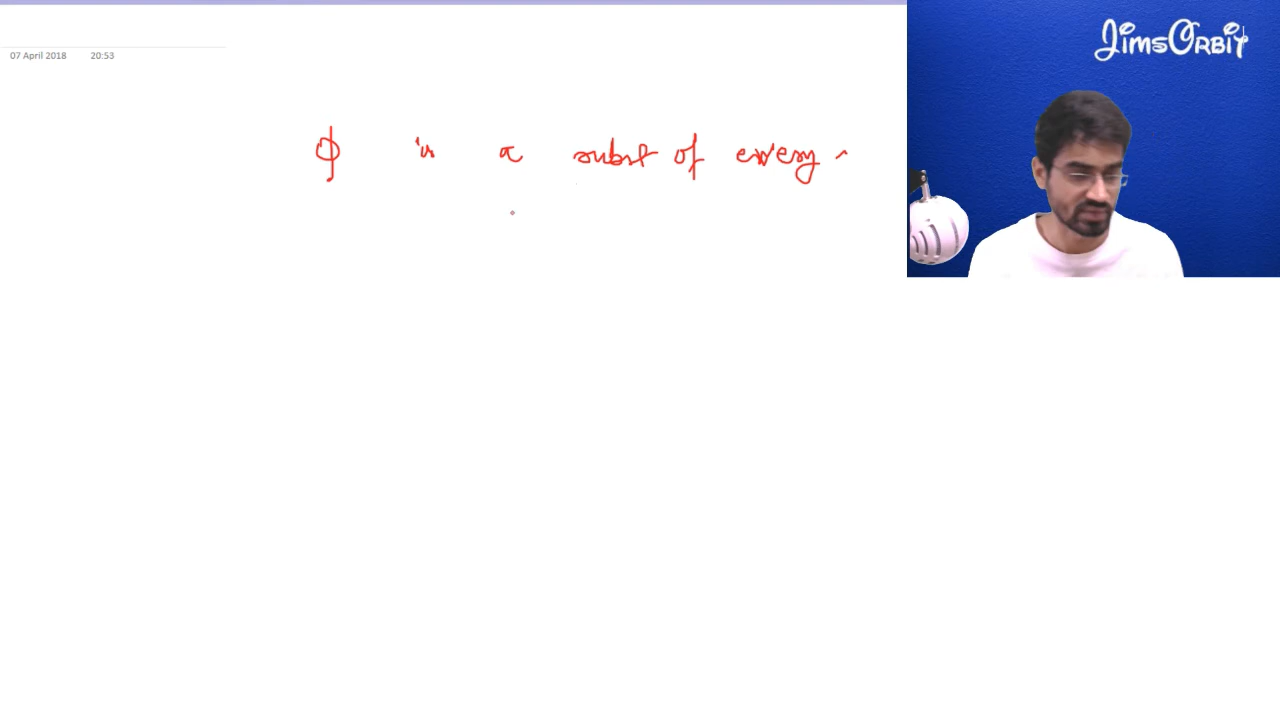 JimsOrbit
07 April 2018 20:53
ϕ is a subset of every